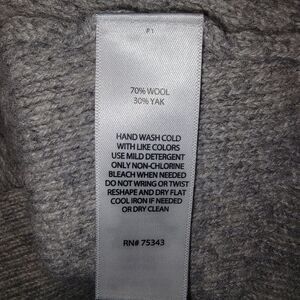 P1
70% WOOL
30% YAK
HAND WASH COLD
WITH LIKE COLORS
USE MILD DETERGENT
ONLY NON-CHLORINE
BLEACH WHEN NEEDED
DO NOT WRING OR TWIST
RESHAPE AND DRY FLAT
COOL IRON IF NEEDED
OR DRY CLEAN
RN# 75343